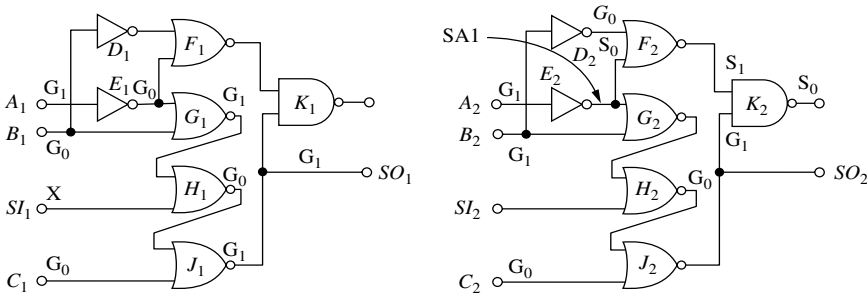 D₁
F₁
E₁
A₁
G₁
G₀
G₁
G₁
B₁
G₀
K₁
G₁
SO₁
X
SI₁
H₁
G₀
C₁
G₀
J₁
G₁
SA1
G₀
S₀
F₂
D₂
E₂
S₁
S₀
A₂
G₁
G₂
K₂
B₂
G₁
G₁
SO₂
SI₂
H₂
G₀
C₂
G₀
J₂